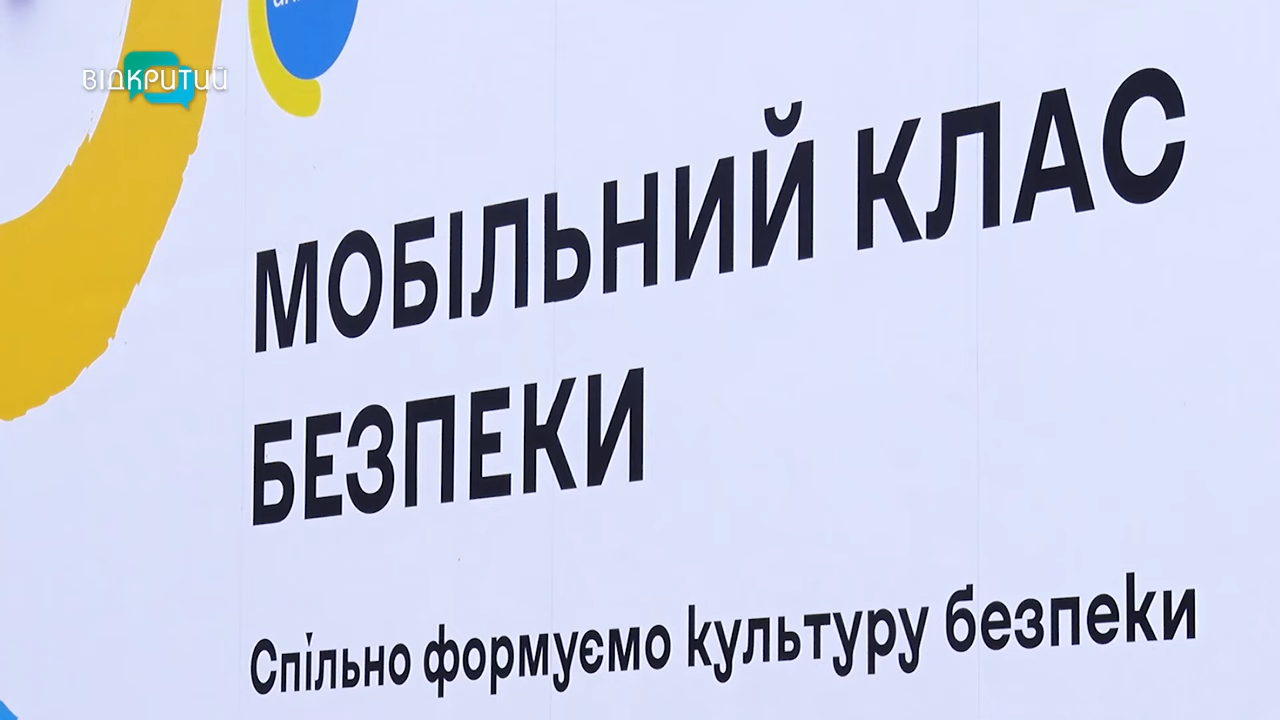 ВІДКРИТИЙ
МОБІЛЬНИЙ КЛАС
БЕЗПЕКИ
Спільно формуємо культуру безпеки